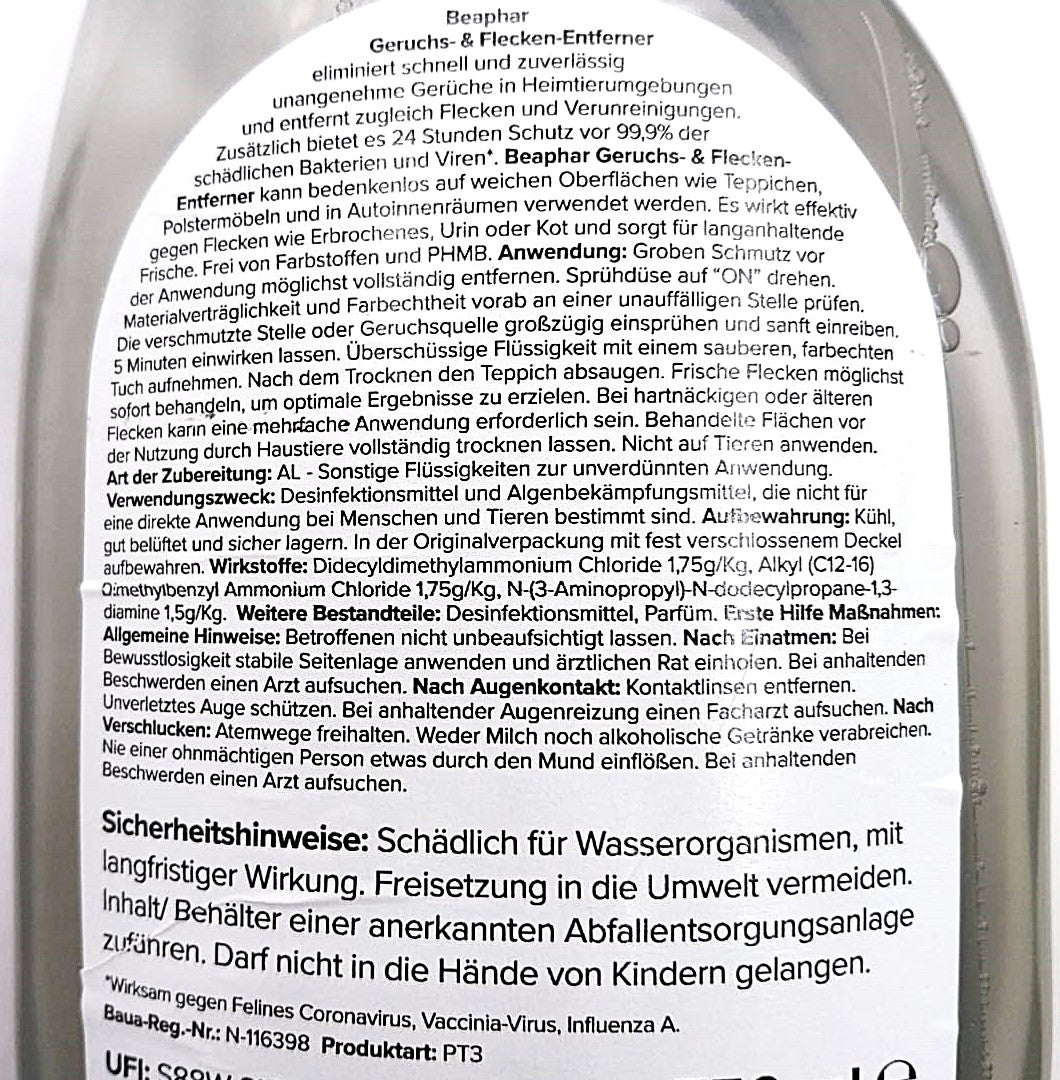 Beaphar
Geruchs- & Flecken-Entferner
eliminiert schnell und zuverlässig
unangenehme Gerüche in Heimtierumgebungen
und entfernt zugleich Flecken und Verunreinigungen.
Zusätzlich bietet es 24 Stunden Schutz vor 99,9% der
schädlichen Bakterien und Viren*. Beaphar Geruchs- & Flecken-
Entferner kann bedenkenlos auf weichen Oberflächen wie Teppichen,
Polstermöbeln und in Autoinnenräumen verwendet werden. Es wirkt effektiv
gegen Flecken wie Erbrochenes, Urin oder Kot und sorgt für langanhaltende
Frische. Frei von Farbstoffen und PHMB. Anwendung: Groben Schmutz vor
der Anwendung möglichst vollständig entfernen. Sprühdüse auf “ON” drehen.
Materialverträglichkeit und Farbechtheit vorab an einer unauffälligen Stelle prüfen.
Die verschmutzte Stelle oder Geruchsquelle großzügig einsprühen und sanft einreiben.
5 Minuten einwirken lassen. Überschüssige Flüssigkeit mit einem sauberen, farbechten
Tuch aufnehmen. Nach dem Trocknen den Teppich absaugen. Frische Flecken möglichst
sofort behandeln, um optimale Ergebnisse zu erzielen. Bei hartnäckigen oder älteren
Flecken kann eine mehrfache Anwendung erforderlich sein. Behandelte Flächen vor
der Nutzung durch Haustiere vollständig trocknen lassen. Nicht auf Tieren anwenden.
Art der Zubereitung: AL - Sonstige Flüssigkeiten zur unverdünnten Anwendung.
Verwendungszweck: Desinfektionsmittel und Algenbekämpfungsmittel, die nicht für
eine direkte Anwendung bei Menschen und Tieren bestimmt sind. Aufbewahrung: Kühl,
gut belüftet und sicher lagern. In der Originalverpackung mit fest verschlossenem Deckel
aufbewahren. Wirkstoffe: Didecyldimethylammonium Chloride 1,75g/Kg, Alkyl (C12-16)
Dimethylbenzyl Ammonium Chloride 1,75g/Kg, N-(3-Aminopropyl)-N-dodecylpropane-1,3-
diamine 1,5g/Kg. Weitere Bestandteile: Desinfektionsmittel, Parfüm. Erste Hilfe Maßnahmen:
Allgemeine Hinweise: Betroffenen nicht unbeaufsichtigt lassen. Nach Einatmen: Bei
Bewusstlosigkeit stabile Seitenlage anwenden und ärztlichen Rat einholen. Bei anhaltenden
Beschwerden einen Arzt aufsuchen. Nach Augenkontakt: Kontaktlinsen entfernen.
Unverletztes Auge schützen. Bei anhaltender Augenreizung einen Facharzt aufsuchen. Nach
Verschlucken: Atemwege freihalten. Weder Milch noch alkoholische Getränke verabreichen.
Nie einer ohnmächtigen Person etwas durch den Mund einflößen. Bei anhaltenden
Beschwerden einen Arzt aufsuchen.
Sicherheitshinweise: Schädlich für Wasserorganismen, mit
langfristiger Wirkung. Freisetzung in die Umwelt vermeiden.
Inhalt/ Behälter einer anerkannten Abfallentsorgungsanlage
zuführen. Darf nicht in die Hände von Kindern gelangen.
*Wirksam gegen Felines Coronavirus, Vaccinia-Virus, Influenza A.
Baua-Reg.-Nr.: N-116398 Produktart: PT3
UFI: